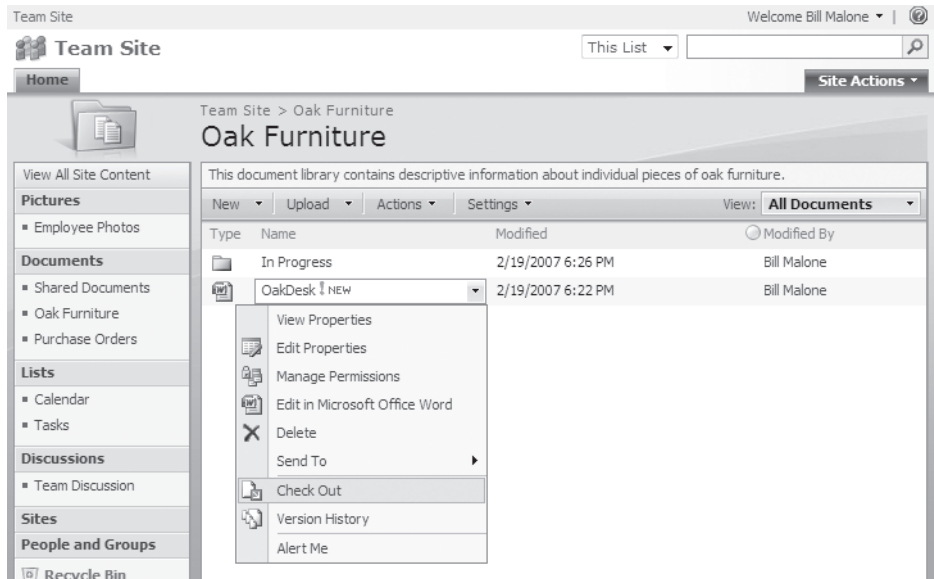 Team Site
Welcome Bill Malone
Team Site
This List
Home
Site Actions
Team Site > Oak Furniture
Oak Furniture
View All Site Content
This document library contains descriptive information about individual pieces of oak furniture.
Pictures
New Upload Actions Settings View: All Documents
Employee Photos
Type Name Modified Modified By
Documents
In Progress 2/19/2007 6:26 PM Bill Malone
Shared Documents
OakDesk ! NEW 2/19/2007 6:22 PM Bill Malone
Oak Furniture
Purchase Orders
Lists
Calendar
Tasks
Discussions
Team Discussion
Sites
People and Groups
Recycle Bin
View Properties
Edit Properties
Manage Permissions
Edit in Microsoft Office Word
Delete
Send To
Check Out
Version History
Alert Me